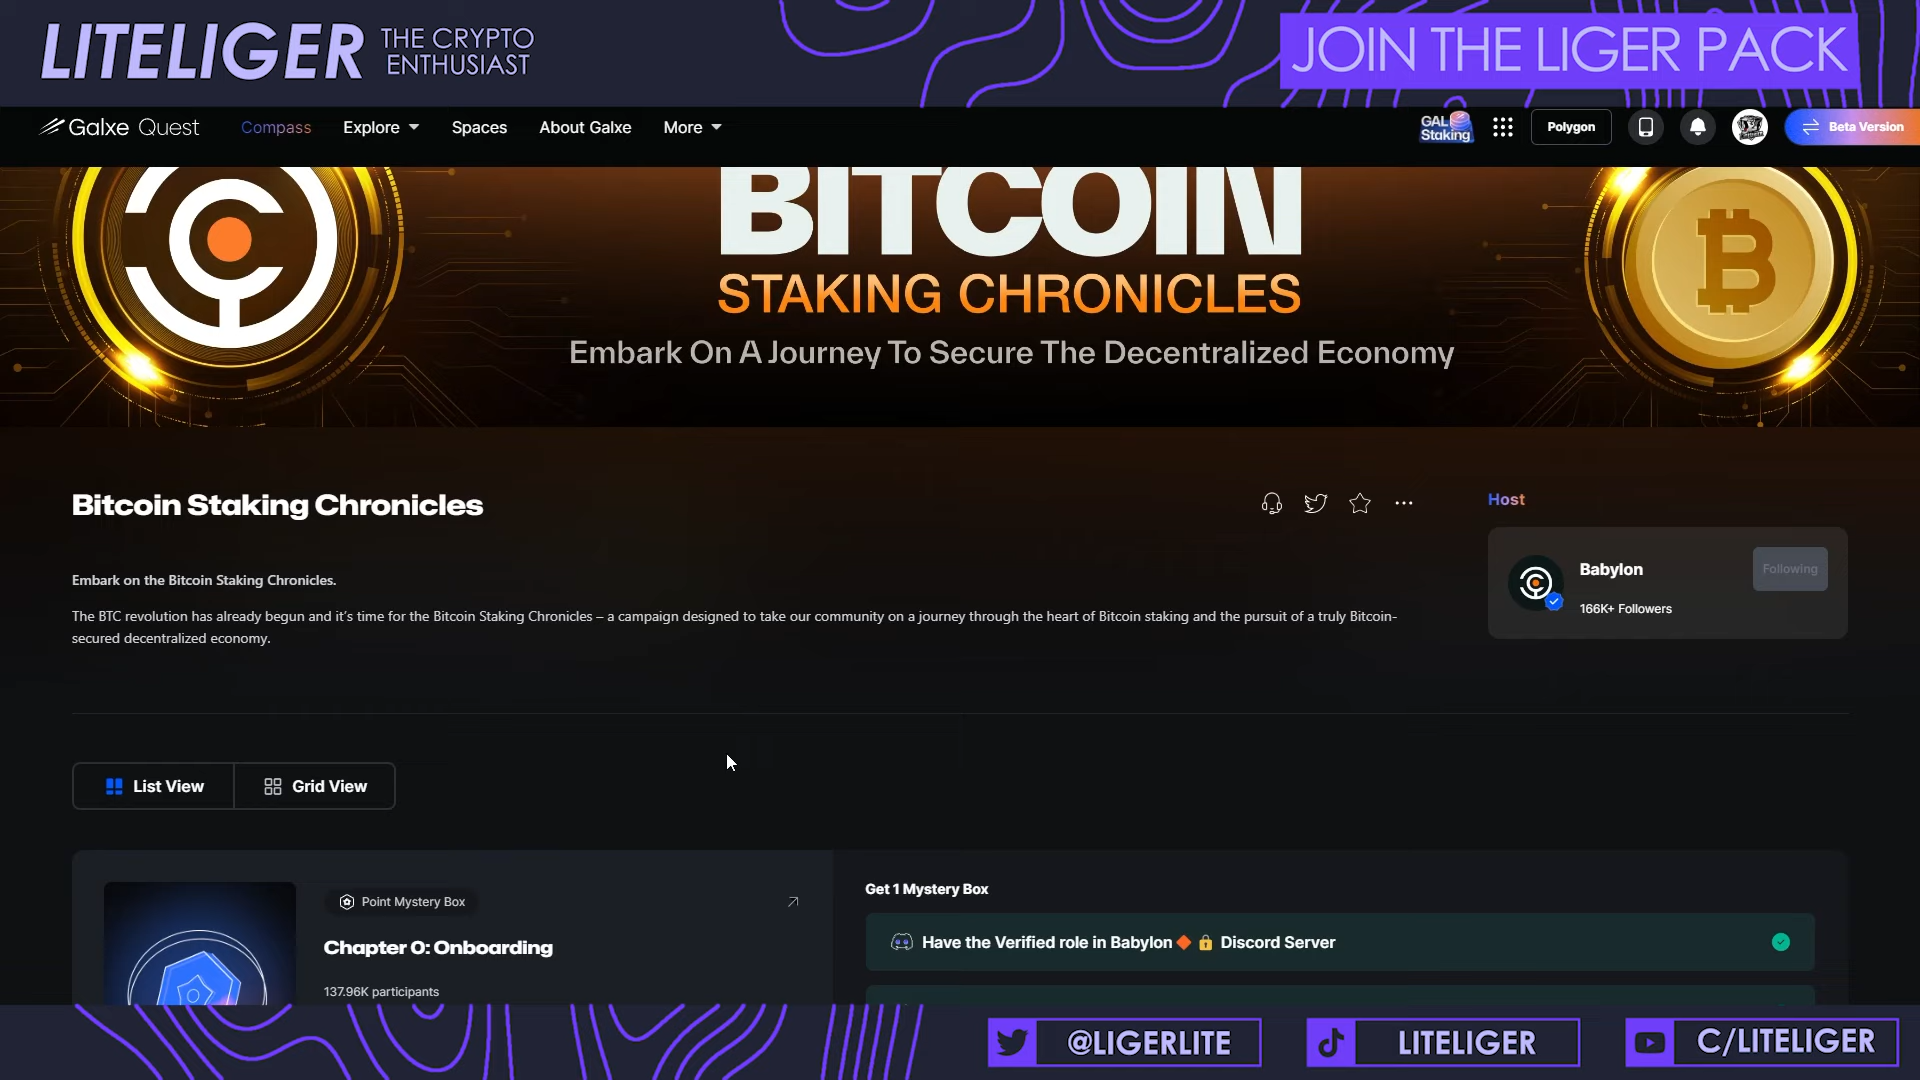 LITELIGER THE CRYPTO ENTHUSIAST
JOIN THE LIGER PACK
Galxe Quest Compass Explore Spaces About Galxe More GAL Staking Polygon Beta Version
BITCOIN
STAKING CHRONICLES
Embark On A Journey To Secure The Decentralized Economy
Bitcoin Staking Chronicles
Host
Babylon
Following
166K+ Followers
Embark on the Bitcoin Staking Chronicles.
The BTC revolution has already begun and it's time for the Bitcoin Staking Chronicles – a campaign designed to take our community on a journey through the heart of Bitcoin staking and the pursuit of a truly Bitcoin-
secured decentralized economy.
List View Grid View
Point Mystery Box
Chapter 0: Onboarding
137.96K participants
Get 1 Mystery Box
Have the Verified role in Babylon♦️🔒 Discord Server
@LIGERLITE LITELIGER C/LITELIGER